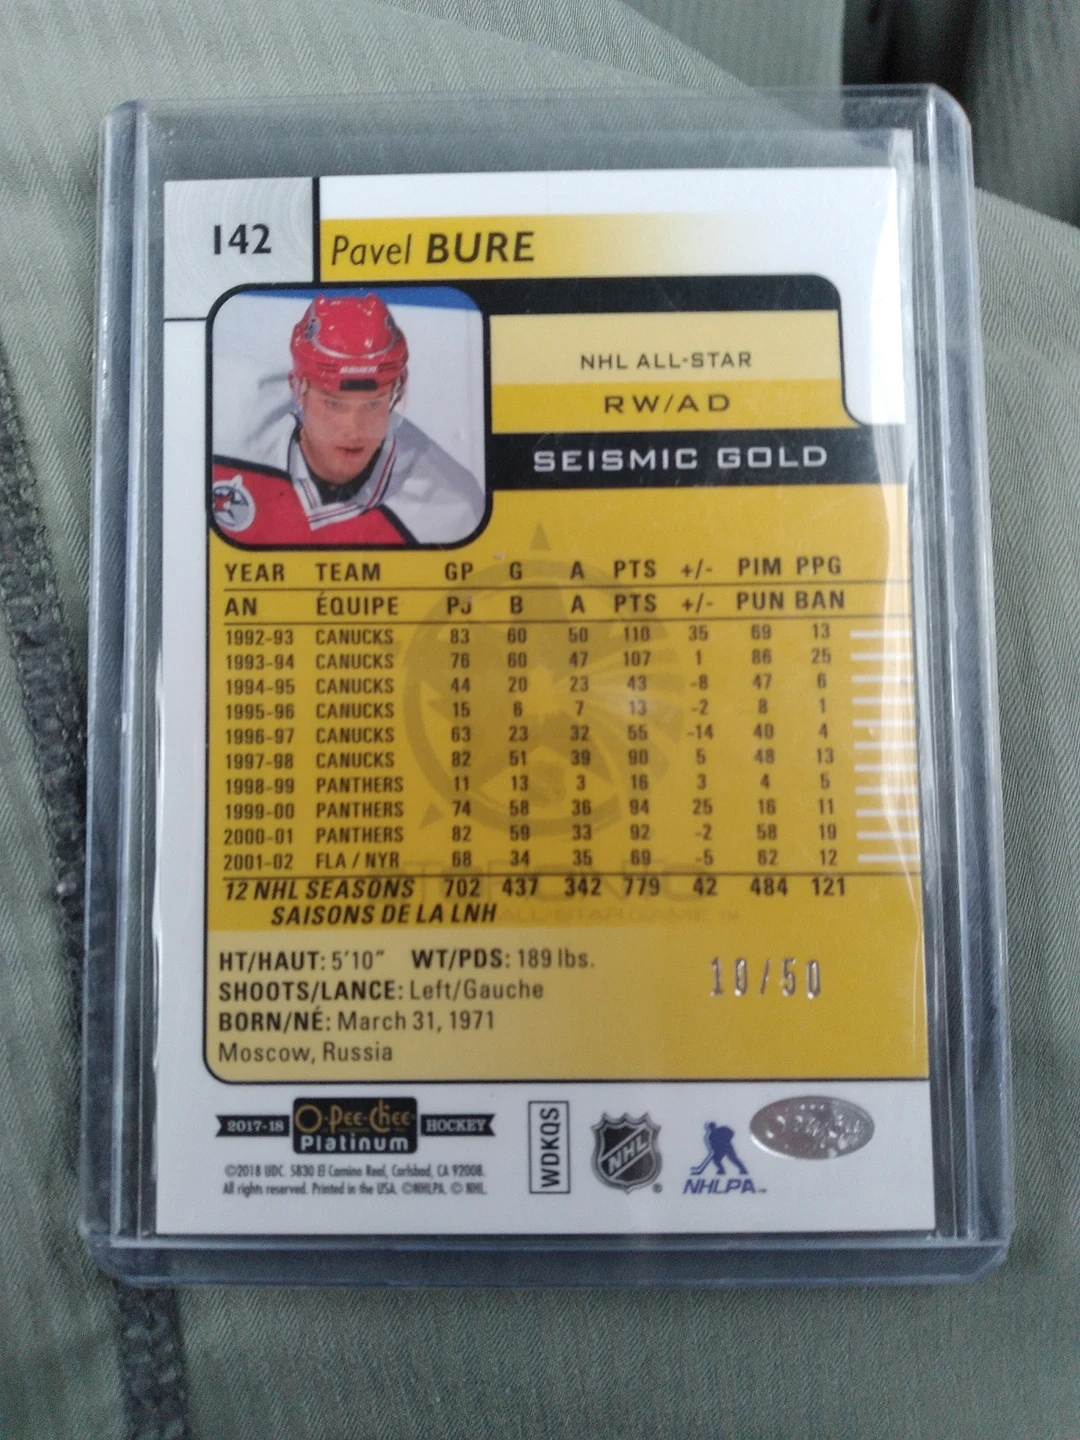 142
Pavel BURE
NHL ALL-STAR
RW/AD
SEISMIC GOLD
BAUER
YEAR TEAM GP G A PTS +/- PIM PPG
AN ÉQUIPE PJ B A PTS +/- PUN BAN
1992-93 CANUCKS 83 60 50 110 35 69 13
1993-94 CANUCKS 76 60 47 107 1 86 25
1994-95 CANUCKS 44 20 23 43 -8 47 6
1995-96 CANUCKS 15 6 7 13 -2 8 1
1996-97 CANUCKS 63 23 32 55 -14 40 4
1997-98 CANUCKS 82 51 39 90 5 48 13
1998-99 PANTHERS 11 13 3 16 3 4 5
1999-00 PANTHERS 74 58 36 94 25 16 11
2000-01 PANTHERS 82 59 33 92 -2 58 19
2001-02 FLA / NYR 68 34 35 69 -5 62 12
12 NHL SEASONS 702 437 342 779 42 484 121
SAISONS DE LA LNH
ALL-STAR GAME ™
HT/HAUT: 5'10" WT/PDS: 189 lbs.
SHOOTS/LANCE: Left/Gauche
BORN/NÉ: March 31, 1971
Moscow, Russia
10/50
2017-18 O-Pee-Chee Platinum HOCKEY
©2018 UDC. 5830 El Camino Real, Carlsbad, CA 92008.
All rights reserved. Printed in the USA. ©NHLPA. © NHL.
WDKQS
NHL ®
NHLPA™